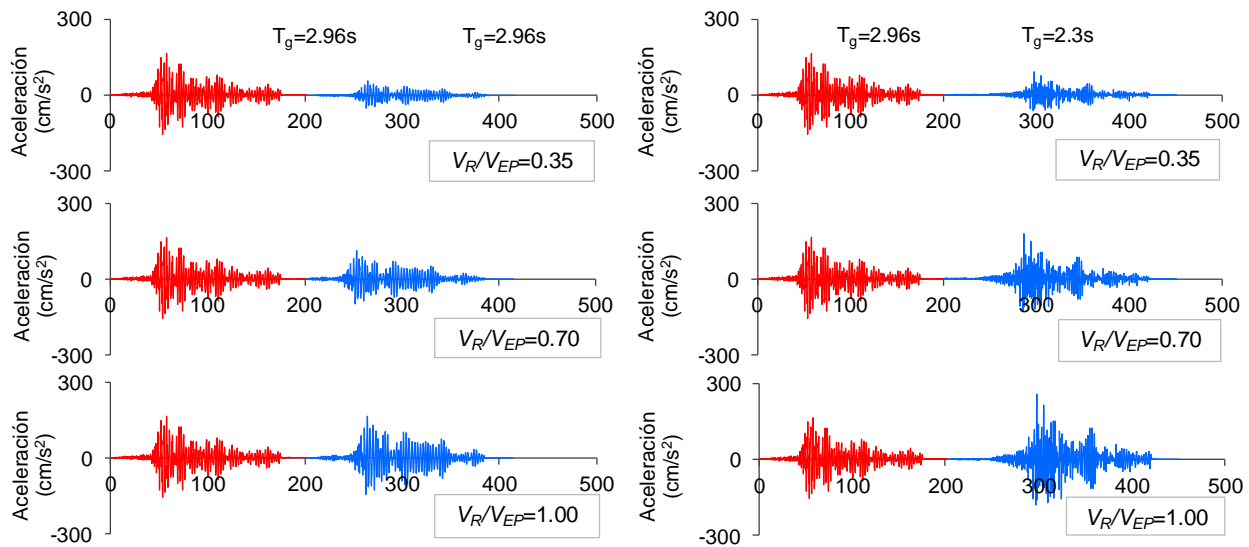 300
T_g=2.96s T_g=2.96s
Aceleración
(cm/s²)
0
0 100 200 300 400 500
V_R/V_EP=0.35
-300
300
Aceleración
(cm/s²)
0
0 100 200 300 400 500
V_R/V_EP=0.70
-300
300
Aceleración
(cm/s²)
0
0 100 200 300 400 500
V_R/V_EP=1.00
-300
300
T_g=2.96s T_g=2.3s
Aceleración
(cm/s²)
0
0 100 200 300 400 500
V_R/V_EP=0.35
-300
300
Aceleración
(cm/s²)
0
0 100 200 300 400 500
V_R/V_EP=0.70
-300
300
Aceleración
(cm/s²)
0
0 100 200 300 400 500
V_R/V_EP=1.00
-300